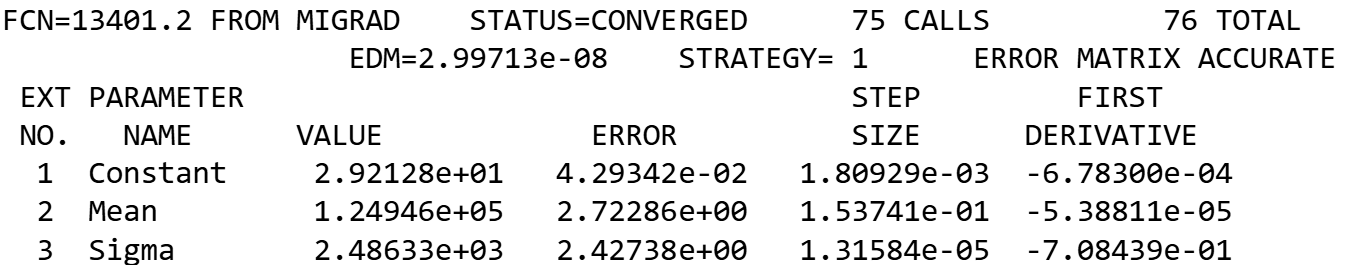 FCN=13401.2 FROM MIGRAD    STATUS=CONVERGED      75 CALLS          76 TOTAL
                    EDM=2.99713e-08    STRATEGY= 1      ERROR MATRIX ACCURATE
 EXT PARAMETER                                   STEP         FIRST
 NO.   NAME      VALUE            ERROR          SIZE      DERIVATIVE
  1  Constant     2.92128e+01   4.29342e-02   1.80929e-03  -6.78300e-04
  2  Mean         1.24946e+05   2.72286e+00   1.53741e-01  -5.38811e-05
  3  Sigma        2.48633e+03   2.42738e+00   1.31584e-05  -7.08439e-01